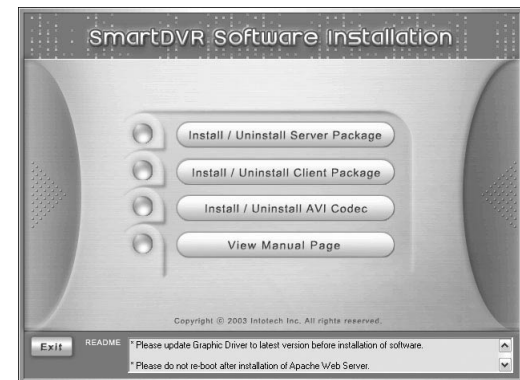 SmartDVR Software Installation
Install / Uninstall Server Package
Install / Uninstall Client Package
Install / Uninstall AVI Codec
View Manual Page
Copyright © 2003 Intotech Inc. All rights reserved.
Exit
README
* Please update Graphic Driver to latest version before installation of software.
* Please do not re-boot after installation of Apache Web Server.